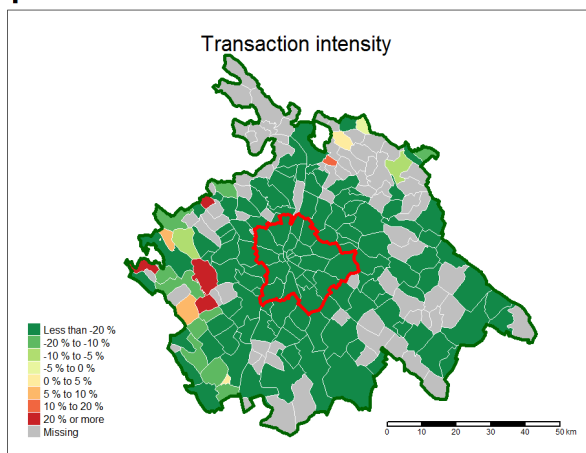 Transaction intensity
Less than -20 %
-20 % to -10 %
-10 % to -5 %
-5 % to 0 %
0 % to 5 %
5 % to 10 %
10 % to 20 %
20 % or more
Missing
0 10 20 30 40 50 km